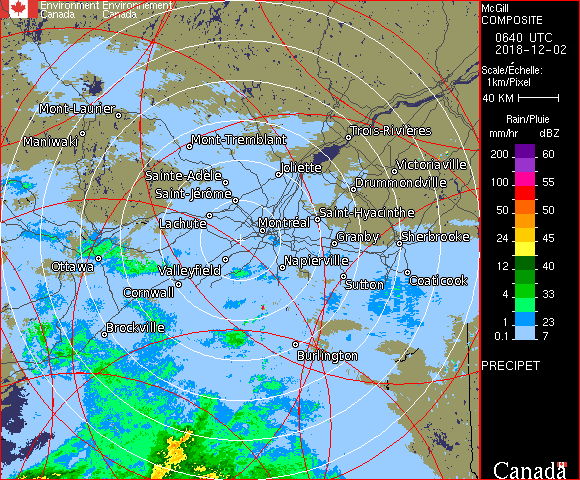 Environment Environnement
Canada Canada
McGill
COMPOSITE
0640 UTC
2018-12-02
Scale/Échelle:
1km/Pixel
40 KM
Rain/Pluie
mm/hr dBZ
200 60
100 55
50 50
24 45
12 40
4 33
1 23
0.1 7
PRECIPET
Canada
Mont-Laurier
Maniwaki
Mont-Tremblant
Trois-Rivières
Joliette
Victoriaville
Sainte-Adèle
Drummondville
Saint-Jérôme
Lachute
Montréal
Saint-Hyacinthe
Granby
Sherbrooke
Ottawa
Valleyfield
Napierville
Cornwall
Sutton
Coaticook
Brockville
Burlington